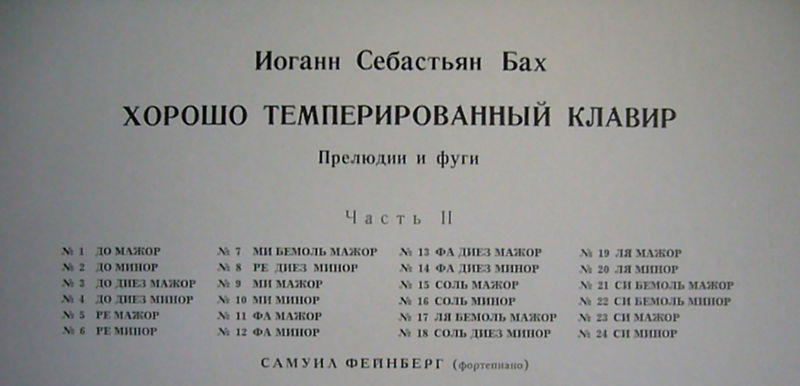 Иоганн Себастьян Бах
ХОРОШО ТЕМПЕРИРОВАННЫЙ КЛАВИР
Прелюдии и фуги
Часть II
№ 1 ДО МАЖОР
№ 2 ДО МИНОР
№ 3 ДО ДИЕЗ МАЖОР
№ 4 ДО ДИЕЗ МИНОР
№ 5 РЕ МАЖОР
№ 6 РЕ МИНОР
№ 7 МИ БЕМОЛЬ МАЖОР
№ 8 РЕ ДИЕЗ МИНОР
№ 9 МИ МАЖОР
№ 10 МИ МИНОР
№ 11 ФА МАЖОР
№ 12 ФА МИНОР
№ 13 ФА ДИЕЗ МАЖОР
№ 14 ФА ДИЕЗ МИНОР
№ 15 СОЛЬ МАЖОР
№ 16 СОЛЬ МИНОР
№ 17 ЛЯ БЕМОЛЬ МАЖОР
№ 18 СОЛЬ ДИЕЗ МИНОР
№ 19 ЛЯ МАЖОР
№ 20 ЛЯ МИНОР
№ 21 СИ БЕМОЛЬ МАЖОР
№ 22 СИ БЕМОЛЬ МИНОР
№ 23 СИ МАЖОР
№ 24 СИ МИНОР
САМУИЛ ФЕЙНБЕРГ (фортепиано)